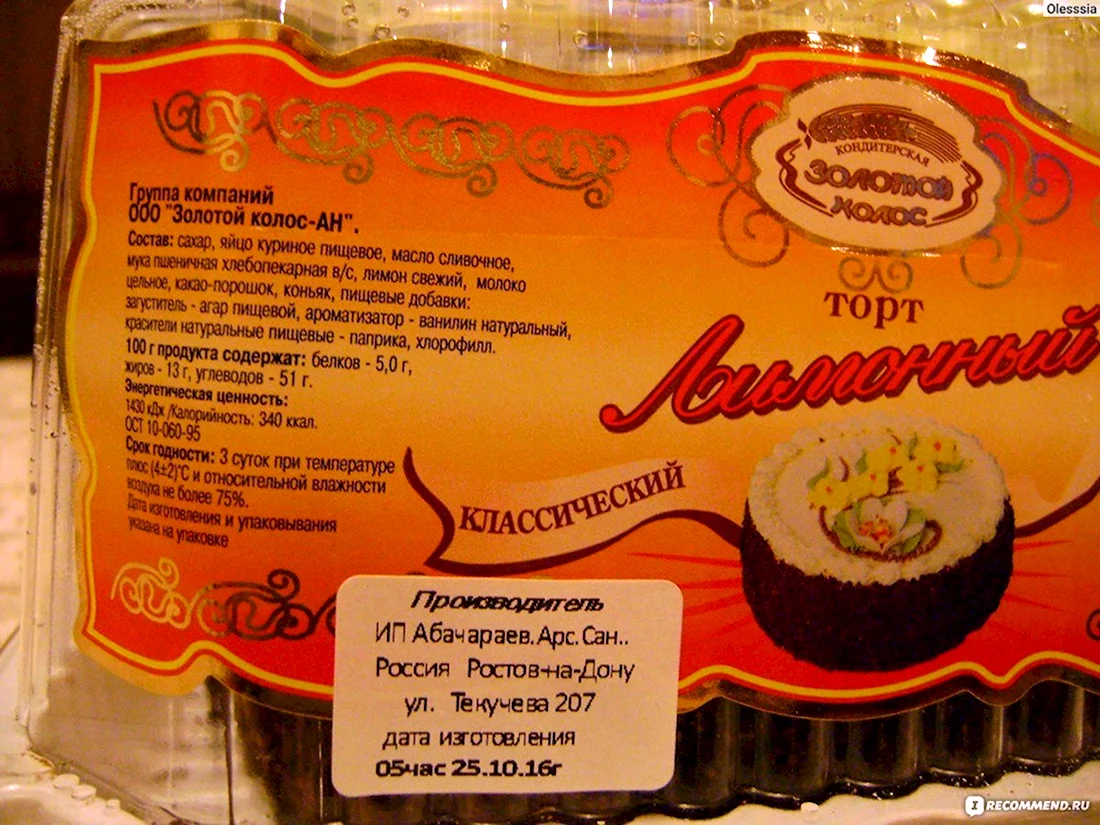 Olesssia
КОНДИТЕРСКАЯ
ЗОЛОТОЙ
КОЛОС
Группа компаний
ООО "Золотой колос-АН".
Состав: сахар, яйцо куриное пищевое, масло сливочное,
мука пшеничная хлебопекарная в/с, лимон свежий, молоко
цельное, какао-порошок, коньяк, пищевые добавки:
загуститель - агар пищевой, ароматизатор - ванилин натуральный,
красители натуральные пищевые - паприка, хлорофилл.
100 г продукта содержат: белков - 5,0 г,
жиров - 13 г, углеводов - 51 г.
Энергетическая ценность:
1430 кДж /Калорийность: 340 ккал.
ОСТ 10-060-95
Срок годности: 3 суток при температуре
плюс (4±2)°С и относительной влажности
воздуха не более 75%.
Дата изготовления и упаковывания
указана на упаковке
ТОРТ
Лимонный
КЛАССИЧЕСКИЙ
Производитель
ИП Абачараев.Арс.Сан..
Россия Ростов-на-Дону
ул. Текучева 207
дата изготовления
05час 25.10.16г
IRECOMMEND.RU